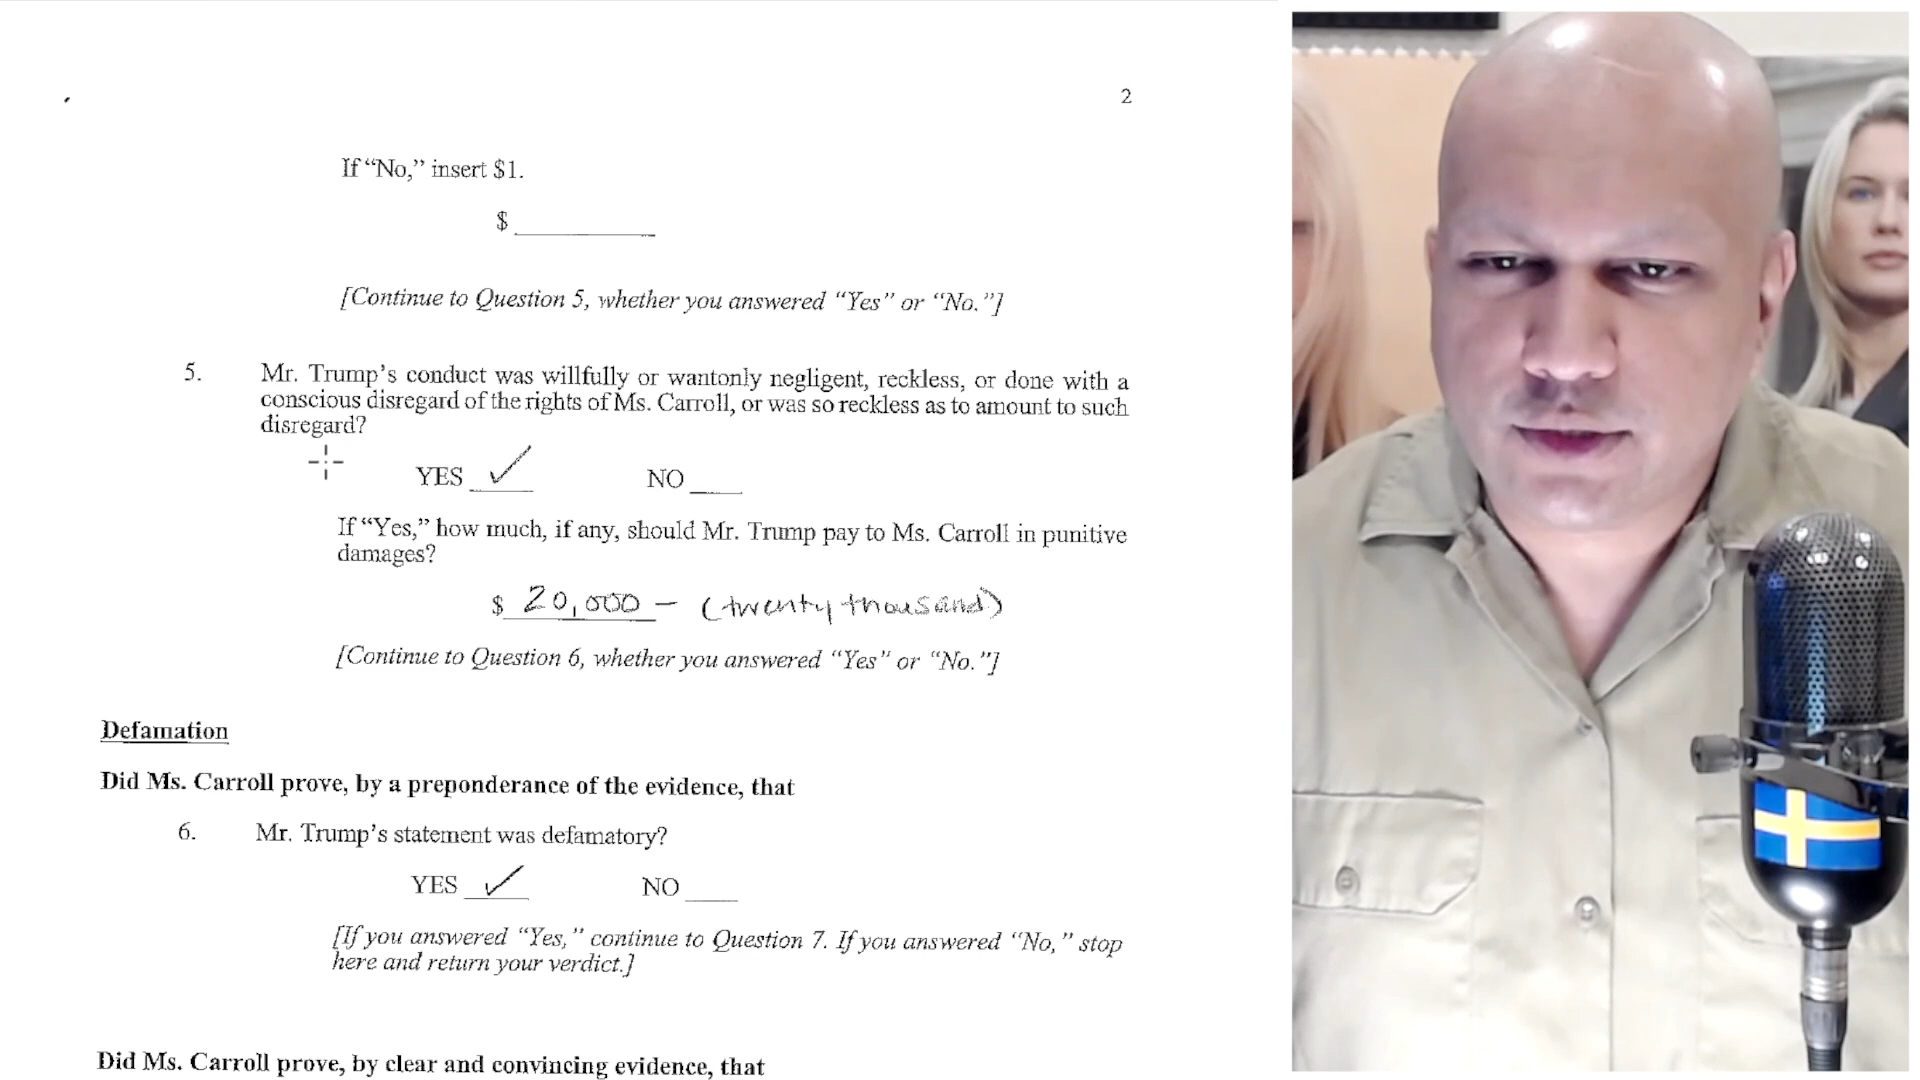 2
If “No,” insert $1.
$
[Continue to Question 5, whether you answered “Yes” or “No.”]
5. Mr. Trump’s conduct was willfully or wantonly negligent, reckless, or done with a
conscious disregard of the rights of Ms. Carroll, or was so reckless as to amount to such
disregard?
YES ✓ NO
If “Yes,” how much, if any, should Mr. Trump pay to Ms. Carroll in punitive
damages?
$ 20,000 — (twenty thousand)
[Continue to Question 6, whether you answered “Yes” or “No.”]
Defamation
Did Ms. Carroll prove, by a preponderance of the evidence, that
6. Mr. Trump’s statement was defamatory?
YES ✓ NO
[If you answered “Yes,” continue to Question 7. If you answered “No,” stop
here and return your verdict.]
Did Ms. Carroll prove, by clear and convincing evidence, that